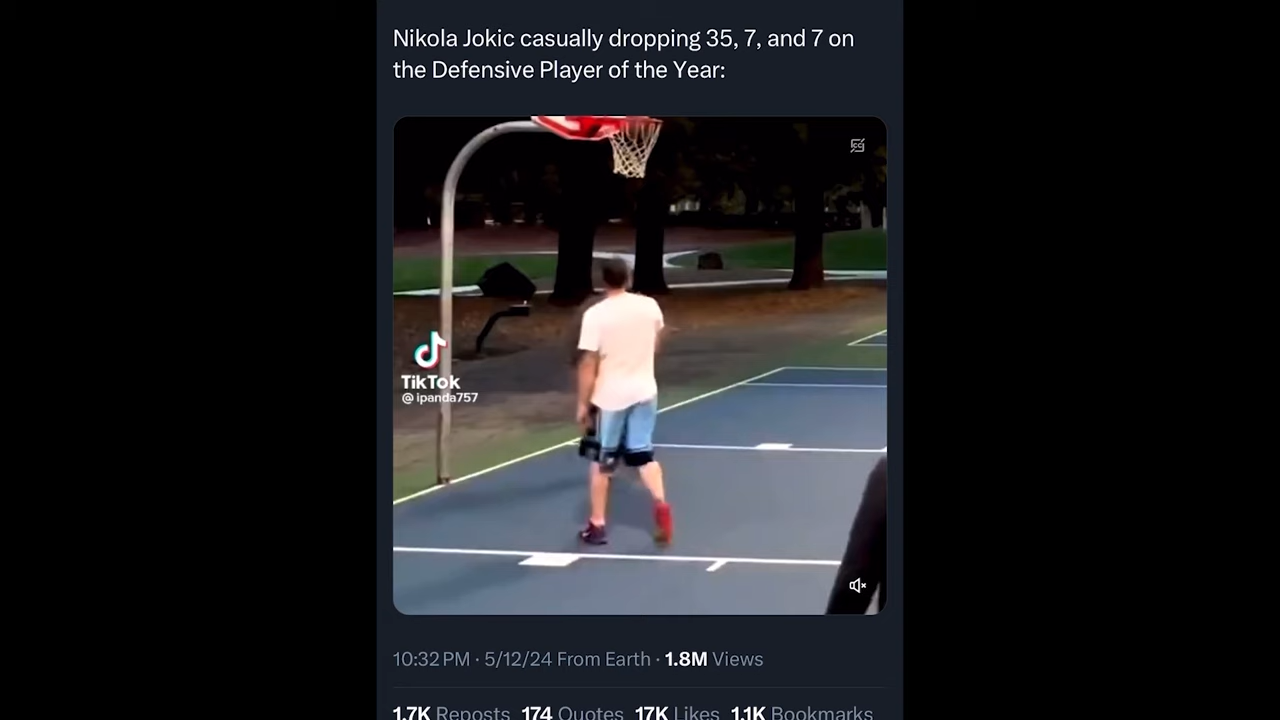 Nikola Jokic casually dropping 35, 7, and 7 on
the Defensive Player of the Year:
CC
TikTok
@ ipanda757
10:32 PM · 5/12/24 From Earth · 1.8M Views
1.7K Reposts 174 Quotes 17K Likes 1.1K Bookmarks